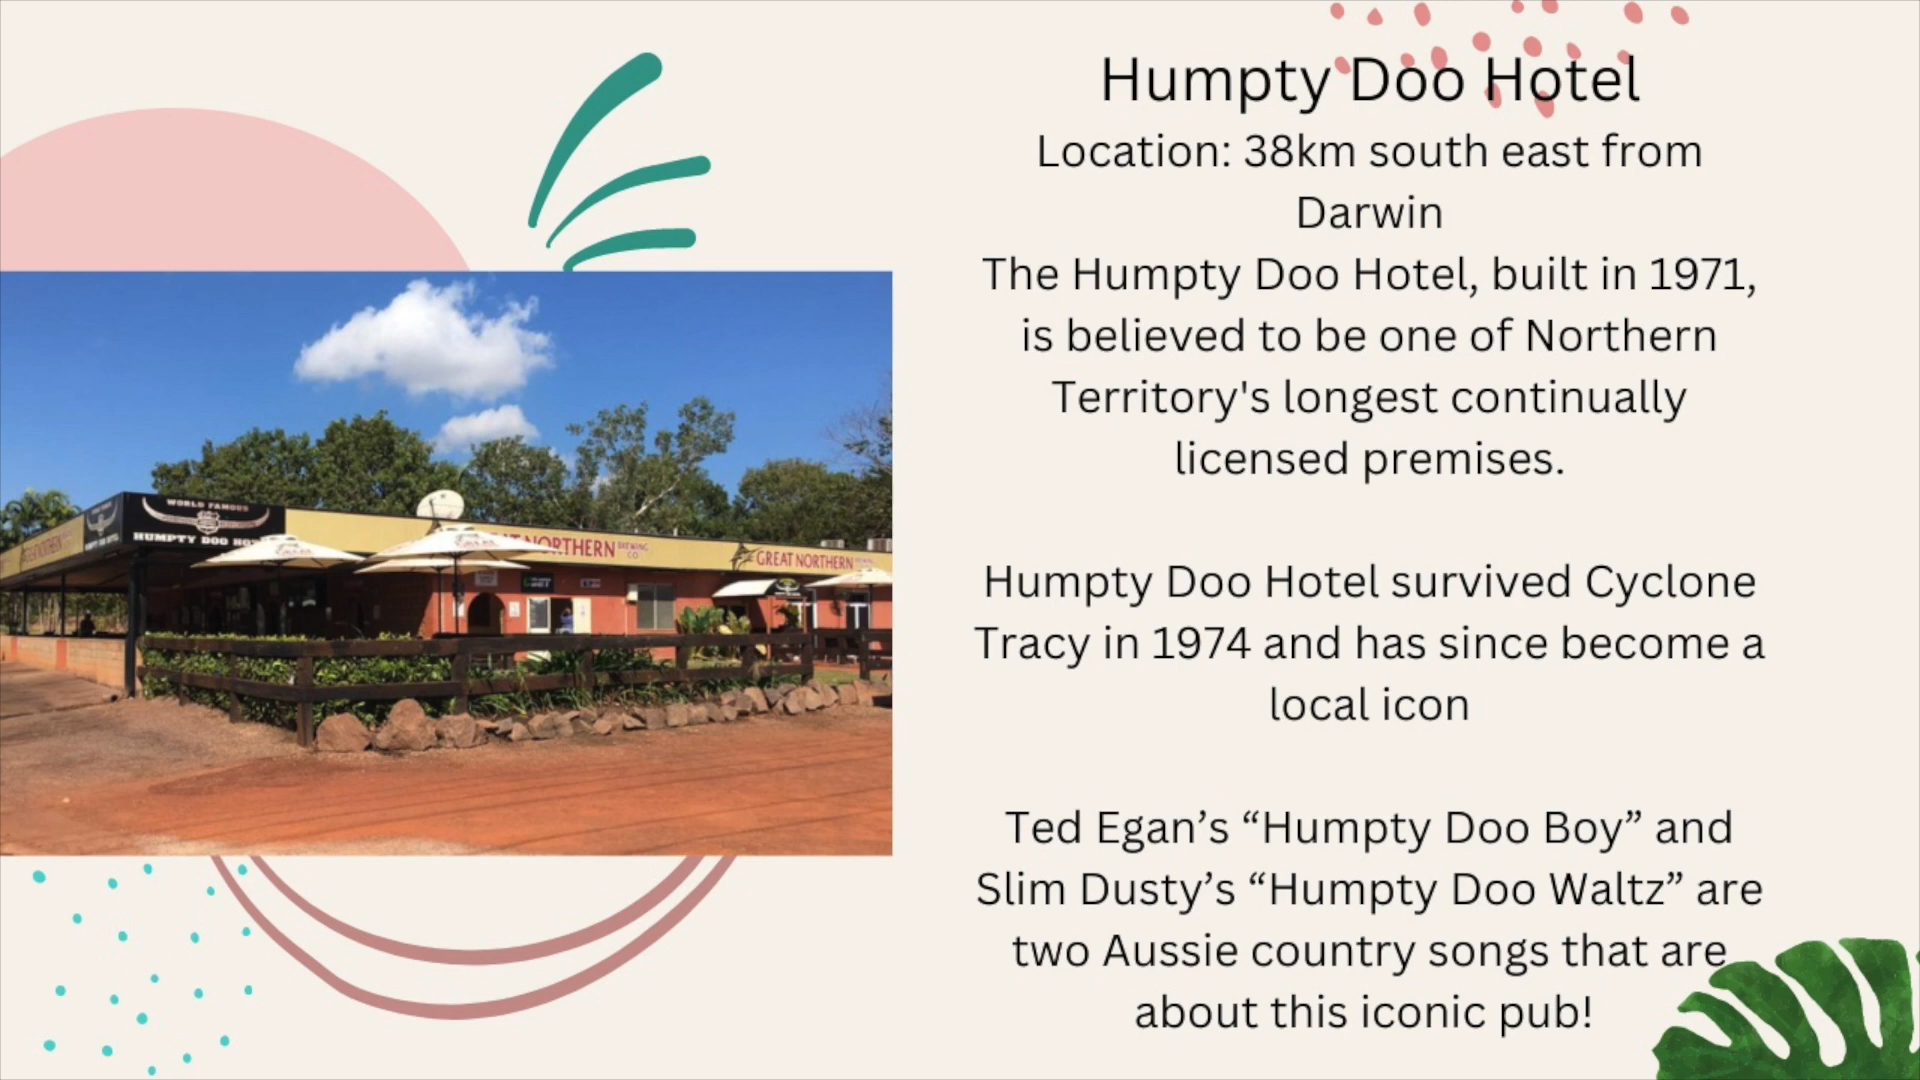 Humpty Doo Hotel
Location: 38km south east from
Darwin
The Humpty Doo Hotel, built in 1971,
is believed to be one of Northern
Territory's longest continually
licensed premises.
Humpty Doo Hotel survived Cyclone
Tracy in 1974 and has since become a
local icon
Ted Egan’s “Humpty Doo Boy” and
Slim Dusty’s “Humpty Doo Waltz” are
two Aussie country songs that are
about this iconic pub!
WORLD FAMOUS
HUMPTY DOO
NORTHERN BREWING CO
GREAT NORTHERN